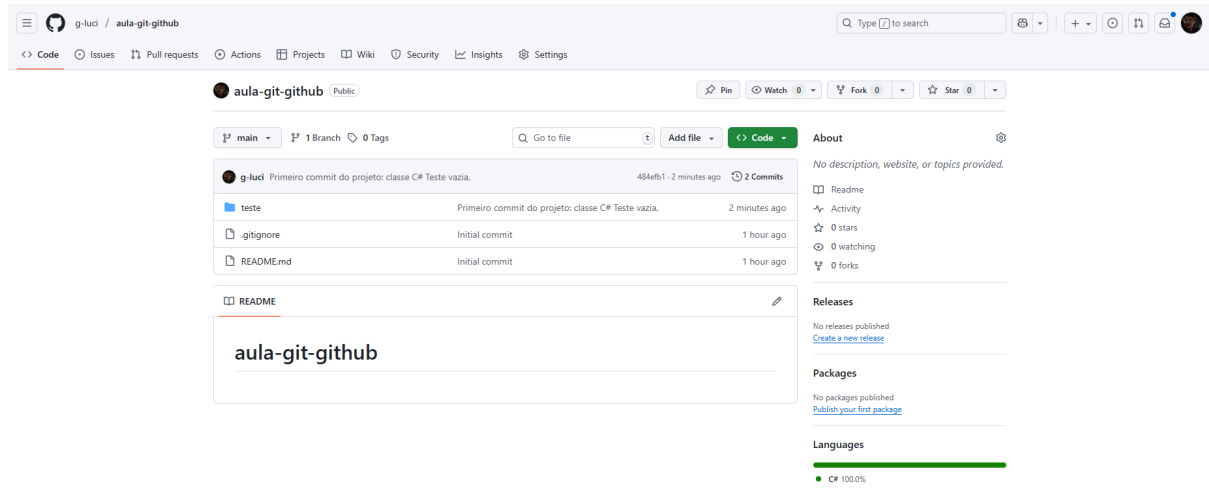 g-luci / aula-git-github
Type / to search
Code Issues Pull requests Actions Projects Wiki Security Insights Settings
aula-git-github Public
Pin Watch 0 Fork 0 Star 0
main 1 Branch 0 Tags
Go to file t Add file Code
g-luci Primeiro commit do projeto: classe C# Teste vazia. 484efb1 · 2 minutes ago 2 Commits
teste Primeiro commit do projeto: classe C# Teste vazia. 2 minutes ago
.gitignore Initial commit 1 hour ago
README.md Initial commit 1 hour ago
README
aula-git-github
About
No description, website, or topics provided.
Readme
Activity
0 stars
0 watching
0 forks
Releases
No releases published
Create a new release
Packages
No packages published
Publish your first package
Languages
C# 100.0%